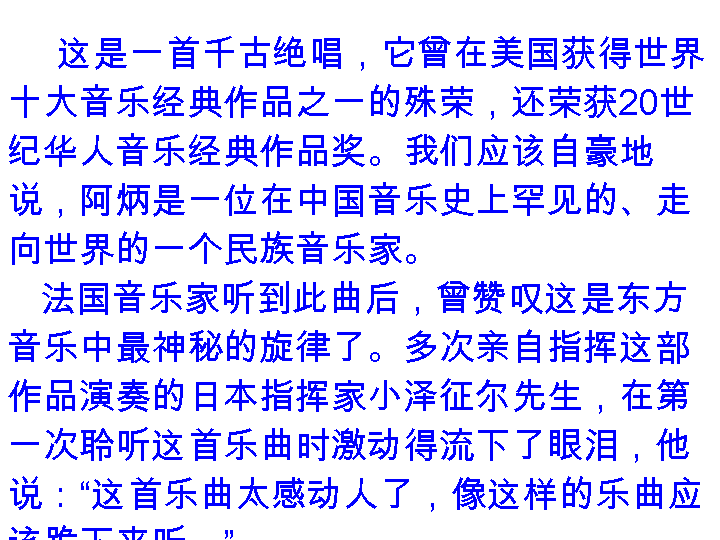 这是一首千古绝唱，它曾在美国获得世界
十大音乐经典作品之一的殊荣，还荣获20世
纪华人音乐经典作品奖。我们应该自豪地
说，阿炳是一位在中国音乐史上罕见的、走
向世界的一个民族音乐家。
法国音乐家听到此曲后，曾赞叹这是东方
音乐中最神秘的旋律了。多次亲自指挥这部
作品演奏的日本指挥家小泽征尔先生，在第
一次聆听这首乐曲时激动得流下了眼泪，他
说：“这首乐曲太感动人了，像这样的乐曲应
该跪下来听。”